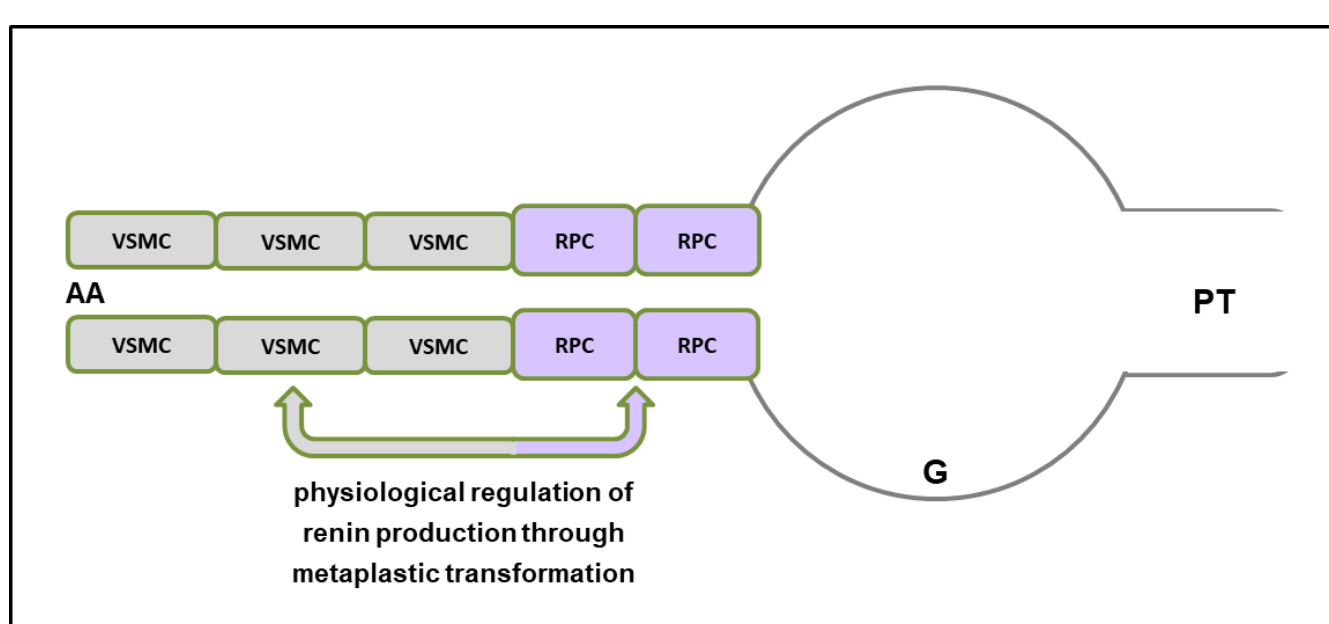 VSMC VSMC VSMC RPC RPC
AA
VSMC VSMC VSMC RPC RPC
PT
G
physiological regulation of
renin production through
metaplastic transformation